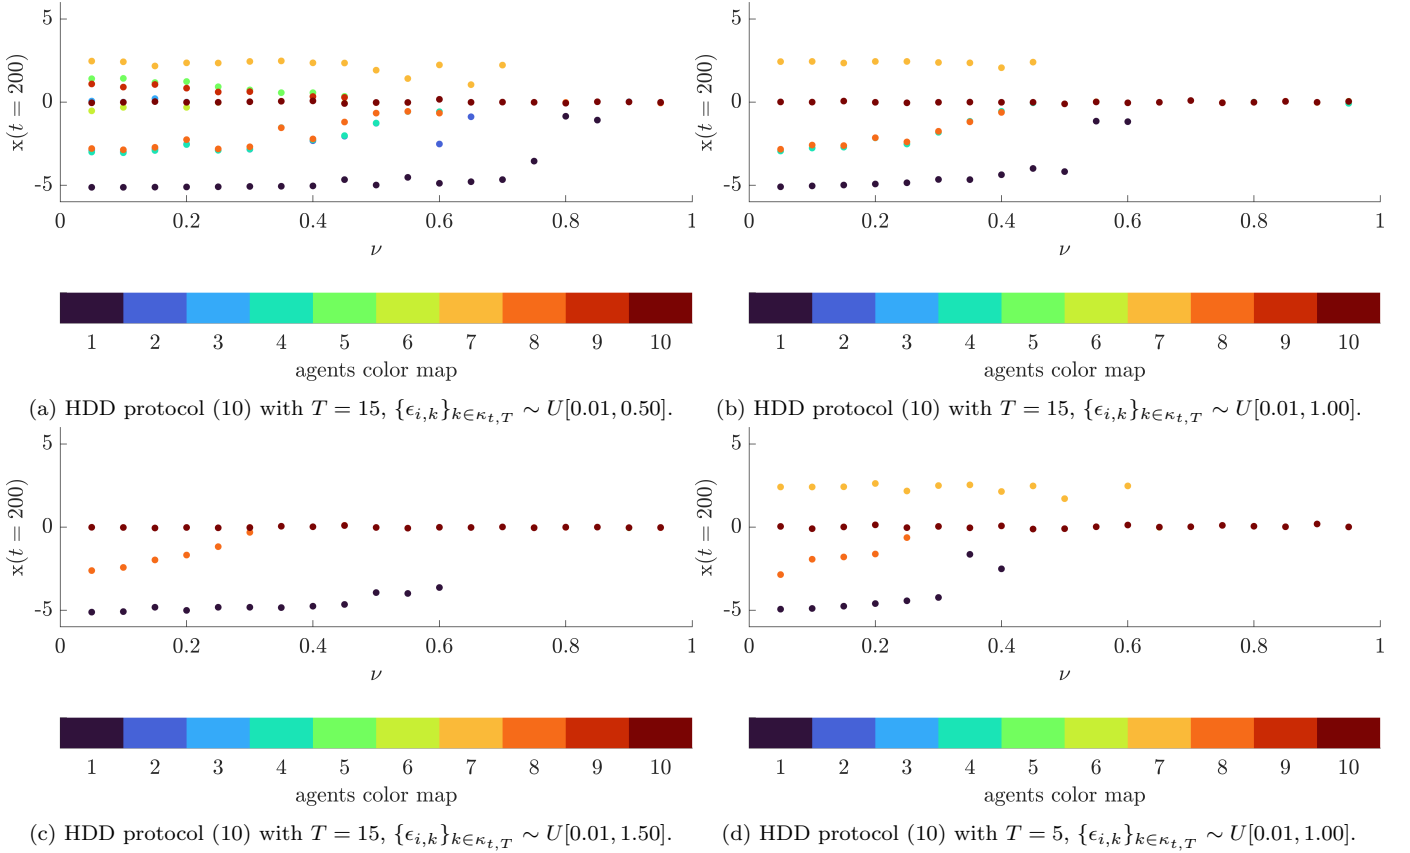 5
0
-5
x(t = 200)
0 0.2 0.4 0.6 0.8 1
ν
1 2 3 4 5 6 7 8 9 10
agents color map
(a) HDD protocol (10) with T = 15, {ϵ_{i,k}}_{k∈κ_{t,T}} ∼ U[0.01, 0.50].
5
0
-5
x(t = 200)
0 0.2 0.4 0.6 0.8 1
ν
1 2 3 4 5 6 7 8 9 10
agents color map
(b) HDD protocol (10) with T = 15, {ϵ_{i,k}}_{k∈κ_{t,T}} ∼ U[0.01, 1.00].
5
0
-5
x(t = 200)
0 0.2 0.4 0.6 0.8 1
ν
1 2 3 4 5 6 7 8 9 10
agents color map
(c) HDD protocol (10) with T = 15, {ϵ_{i,k}}_{k∈κ_{t,T}} ∼ U[0.01, 1.50].
5
0
-5
x(t = 200)
0 0.2 0.4 0.6 0.8 1
ν
1 2 3 4 5 6 7 8 9 10
agents color map
(d) HDD protocol (10) with T = 5, {ϵ_{i,k}}_{k∈κ_{t,T}} ∼ U[0.01, 1.00].